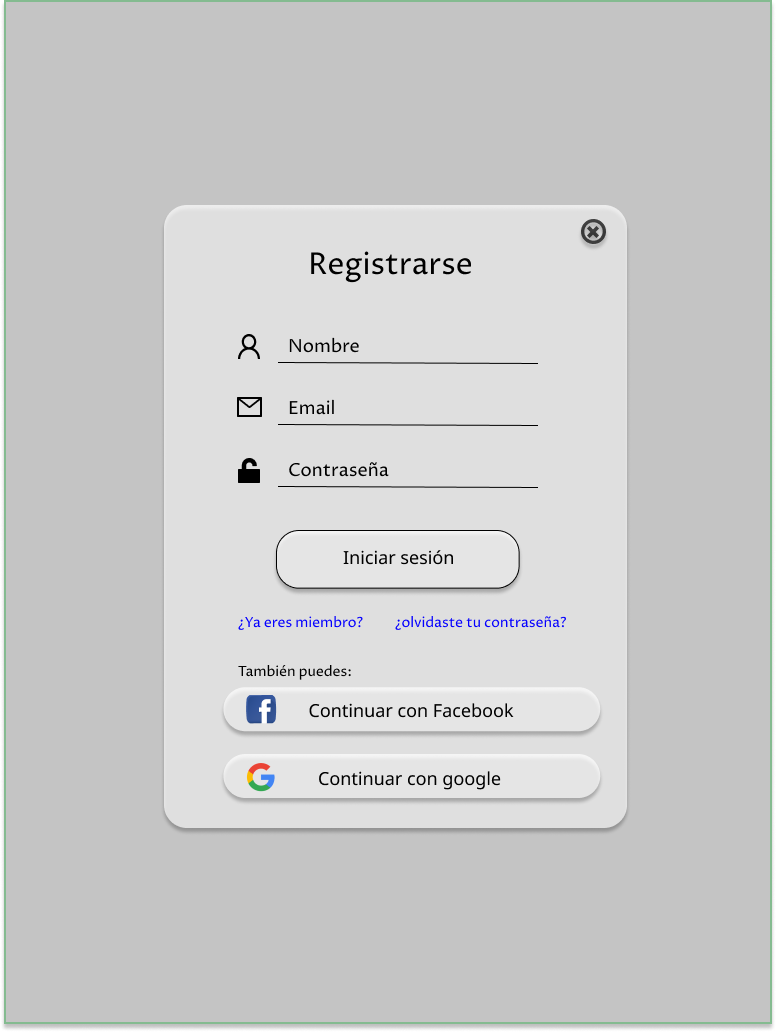 Registrarse
Nombre
Email
Contraseña
Iniciar sesión
¿Ya eres miembro? ¿olvidaste tu contraseña?
También puedes:
Continuar con Facebook
Continuar con google